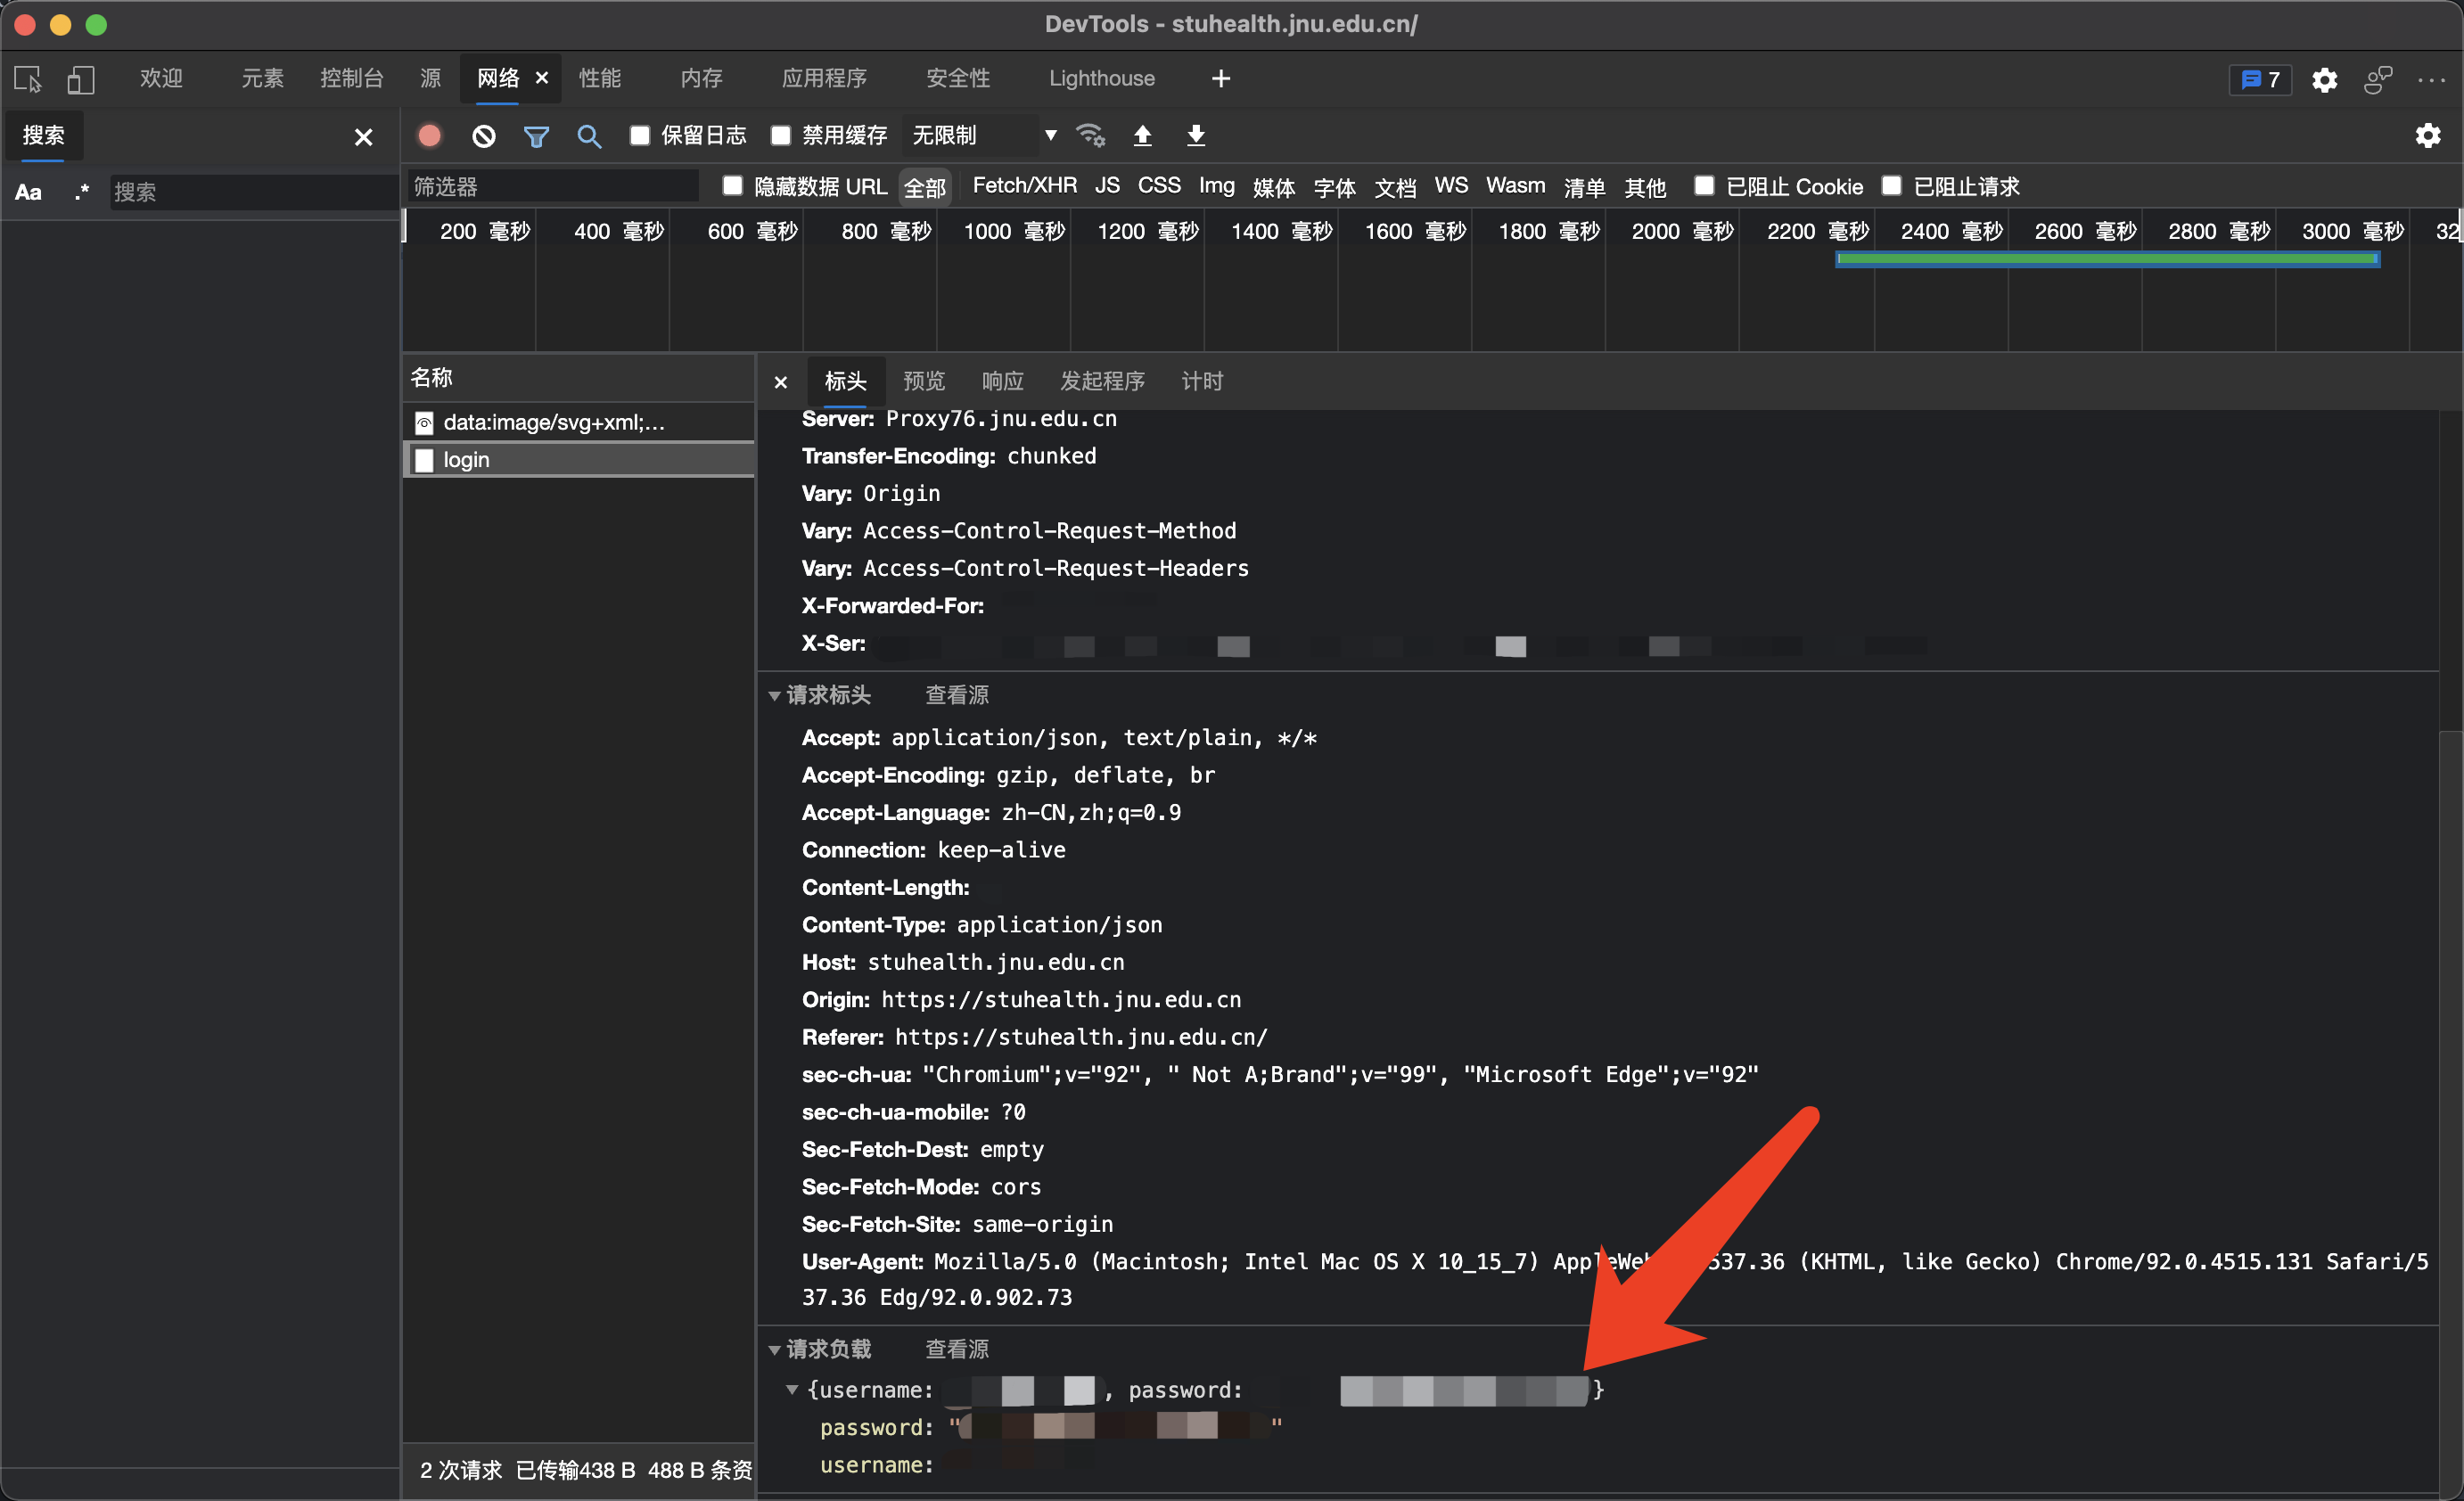 DevTools - stuhealth.jnu.edu.cn/
欢迎 元素 控制台 源 网络 × 性能 内存 应用程序 安全性 Lighthouse + 7 ...
搜索 ×
保留日志 禁用缓存 无限制
Aa .* 搜索
筛选器 隐藏数据 URL 全部 Fetch/XHR JS CSS Img 媒体 字体 文档 WS Wasm 清单 其他 已阻止 Cookie 已阻止请求
200 毫秒 400 毫秒 600 毫秒 800 毫秒 1000 毫秒 1200 毫秒 1400 毫秒 1600 毫秒 1800 毫秒 2000 毫秒 2200 毫秒 2400 毫秒 2600 毫秒 2800 毫秒 3000 毫秒 32
名称
data:image/svg+xml;...
login
× 标头 预览 响应 发起程序 计时
Server: Proxy76.jnu.edu.cn
Transfer-Encoding: chunked
Vary: Origin
Vary: Access-Control-Request-Method
Vary: Access-Control-Request-Headers
X-Forwarded-For:
X-Ser:
请求标头 查看源
Accept: application/json, text/plain, */*
Accept-Encoding: gzip, deflate, br
Accept-Language: zh-CN,zh;q=0.9
Connection: keep-alive
Content-Length:
Content-Type: application/json
Host: stuhealth.jnu.edu.cn
Origin: https://stuhealth.jnu.edu.cn
Referer: https://stuhealth.jnu.edu.cn/
sec-ch-ua: "Chromium";v="92", " Not A;Brand";v="99", "Microsoft Edge";v="92"
sec-ch-ua-mobile: ?0
Sec-Fetch-Dest: empty
Sec-Fetch-Mode: cors
Sec-Fetch-Site: same-origin
User-Agent: Mozilla/5.0 (Macintosh; Intel Mac OS X 10_15_7) AppleWe 537.36 (KHTML, like Gecko) Chrome/92.0.4515.131 Safari/5
37.36 Edg/92.0.902.73
请求负载 查看源
{username: , password: }
password: " "
username:
2 次请求 已传输438 B 488 B 条资